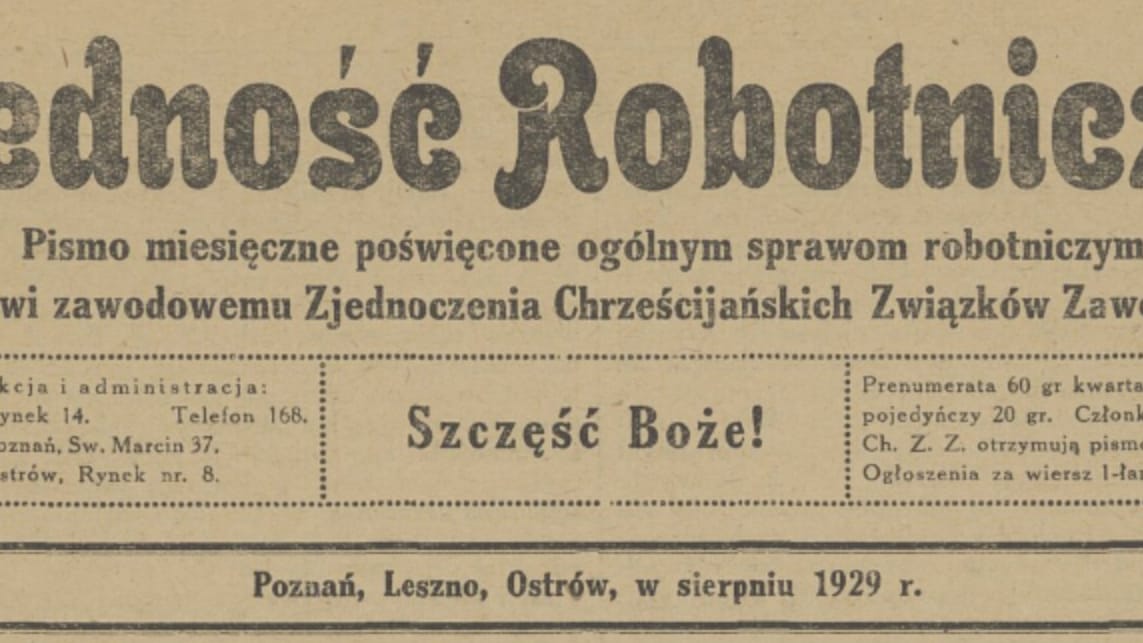 edność Robotnicz
Pismo miesięczne poświęcone ogólnym sprawom robotniczym
wi zawodowemu Zjednoczenia Chrześcijańskich Związków Zaw
kcja i administracja:
ynek 14. Telefon 168.
oznań, Sw. Marcin 37.
strów, Rynek nr. 8.
Szczęść Boże!
Prenumerata 60 gr kwarta
pojedyńczy 20 gr. Członk
Ch. Z. Z. otrzymują pismo
Ogłoszenia za wiersz 1-łam
Poznań, Leszno, Ostrów, w sierpniu 1929 r.